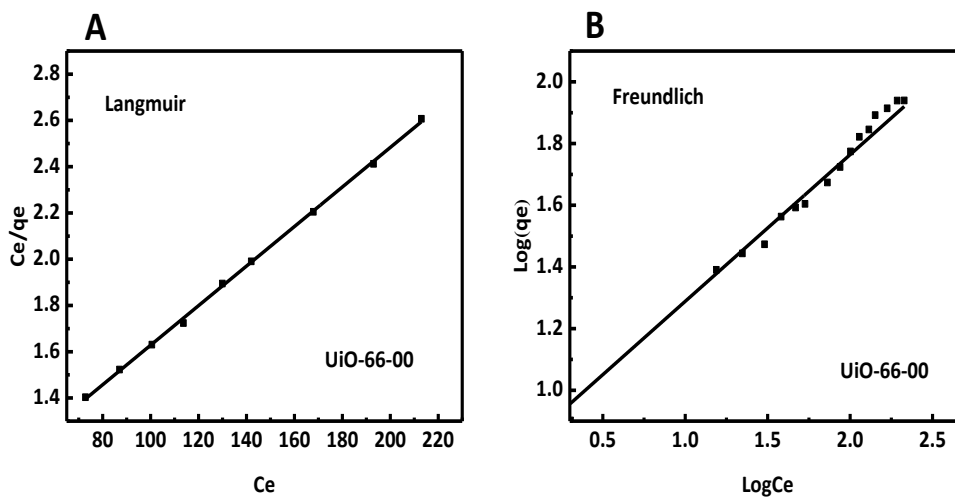 A
B
Langmuir
Freundlich
2.8
2.6
2.4
2.2
2.0
1.8
1.6
1.4
Ce/qe
UiO-66-00
80 100 120 140 160 180 200 220
Ce
2.0
1.8
1.6
1.4
1.2
1.0
Log(qe)
UiO-66-00
0.5 1.0 1.5 2.0 2.5
LogCe